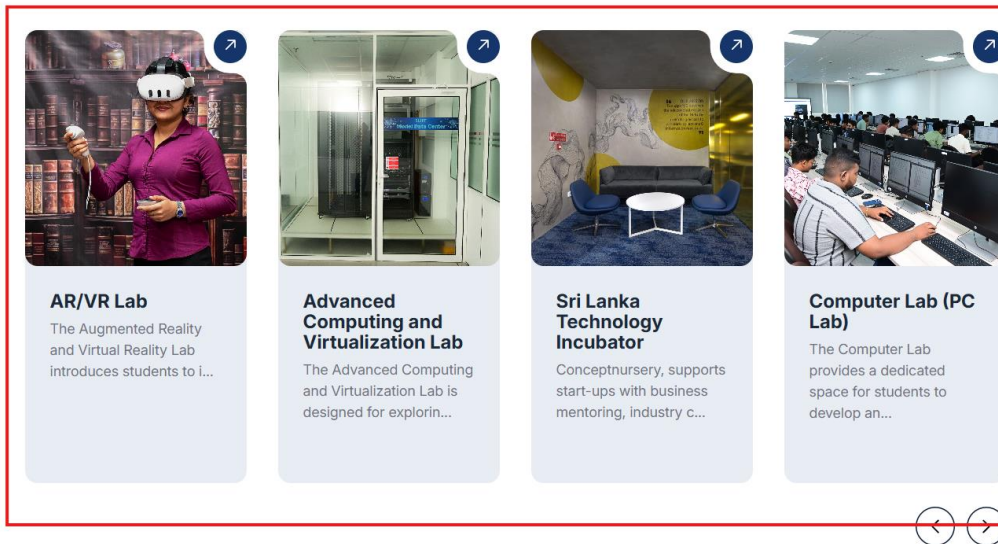 AR/VR Lab
The Augmented Reality
and Virtual Reality Lab
introduces students to i...
Advanced
Computing and
Virtualization Lab
The Advanced Computing
and Virtualization Lab is
designed for explorin...
Sri Lanka
Technology
Incubator
Conceptnursery, supports
start-ups with business
mentoring, industry c...
Computer Lab (PC
Lab)
The Computer Lab
provides a dedicated
space for students to
develop an...